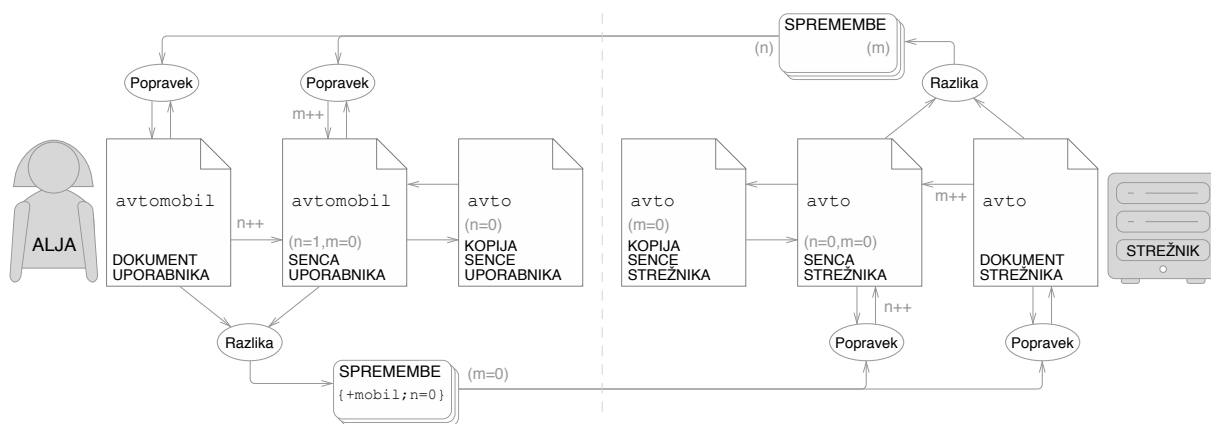 SPREMEMBE
(n) (m)
Popravek
Popravek
Razlika
m++
avtomobil
avtomobil
avto
avto
avto
avto
m++
ALJA
n++
(n=1,m=0)
(n=0)
(m=0)
(n=0,m=0)
DOKUMENT
UPORABNIKA
SENCA
UPORABNIKA
KOPIJA
SENCE
UPORABNIKA
KOPIJA
SENCE
STREŽNIKA
SENCA
STREŽNIKA
DOKUMENT
STREŽNIKA
STREŽNIK
n++
Razlika
Popravek
Popravek
SPREMEMBE
(m=0)
{+mobil;n=0}